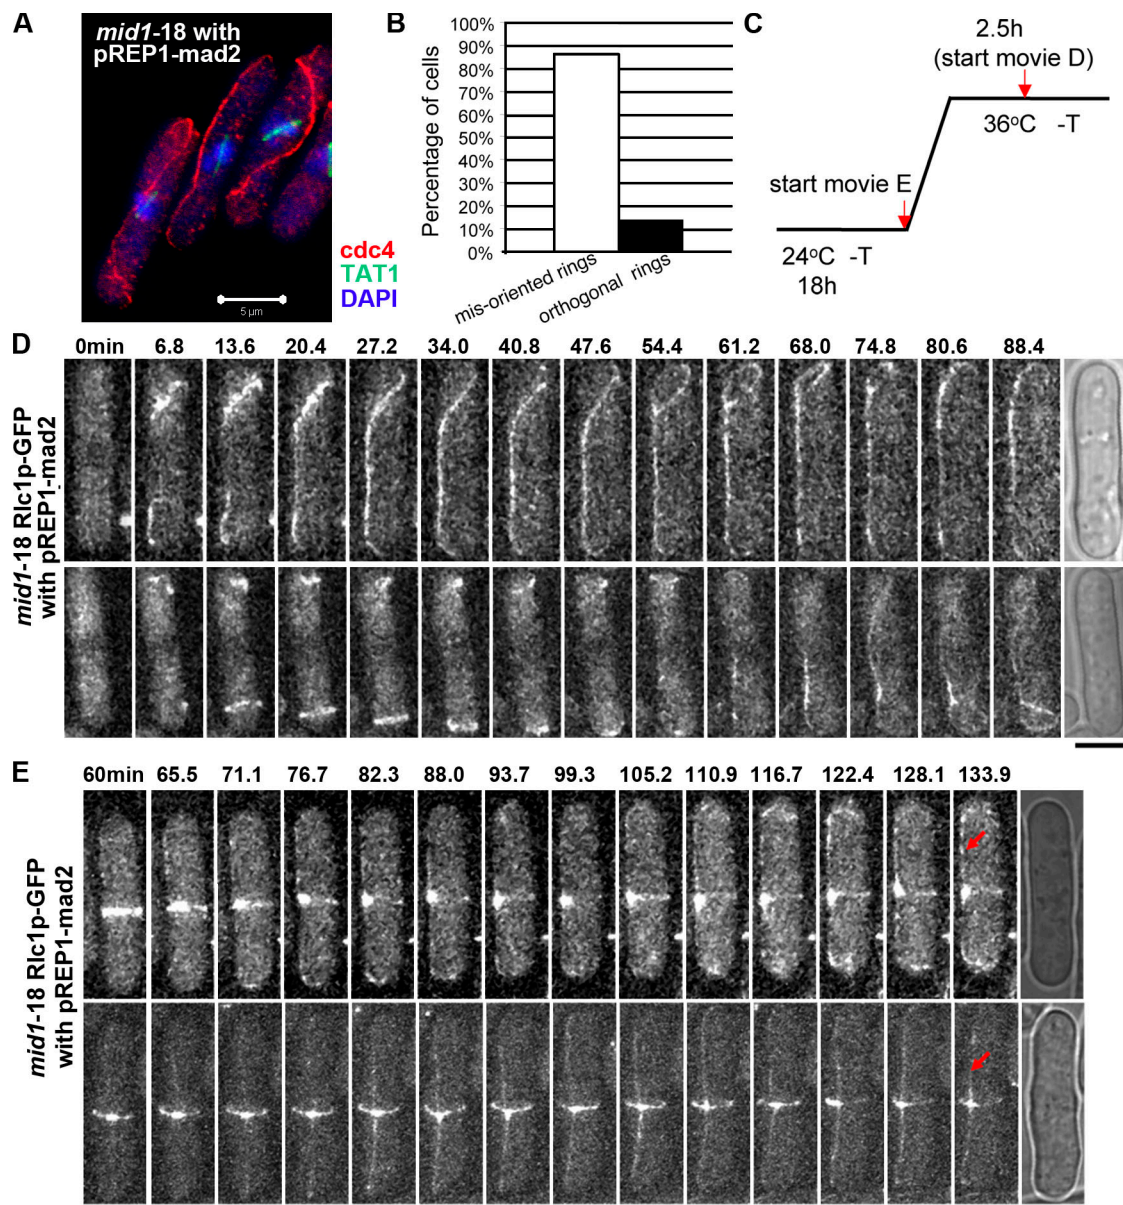 A
mid1-18 with
pREP1-mad2
5 µm
cdc4
TAT1
DAPI
B
Percentage of cells
100%
90%
80%
70%
60%
50%
40%
30%
20%
10%
0%
mis-oriented rings
orthogonal rings
C
2.5h
(start movie D)
36°C -T
start movie E
24°C -T
18h
D
0min 6.8 13.6 20.4 27.2 34.0 40.8 47.6 54.4 61.2 68.0 74.8 80.6 88.4
mid1-18 Rlc1p-GFP
with pREP1-mad2
E
60min 65.5 71.1 76.7 82.3 88.0 93.7 99.3 105.2 110.9 116.7 122.4 128.1 133.9
mid1-18 Rlc1p-GFP
with pREP1-mad2